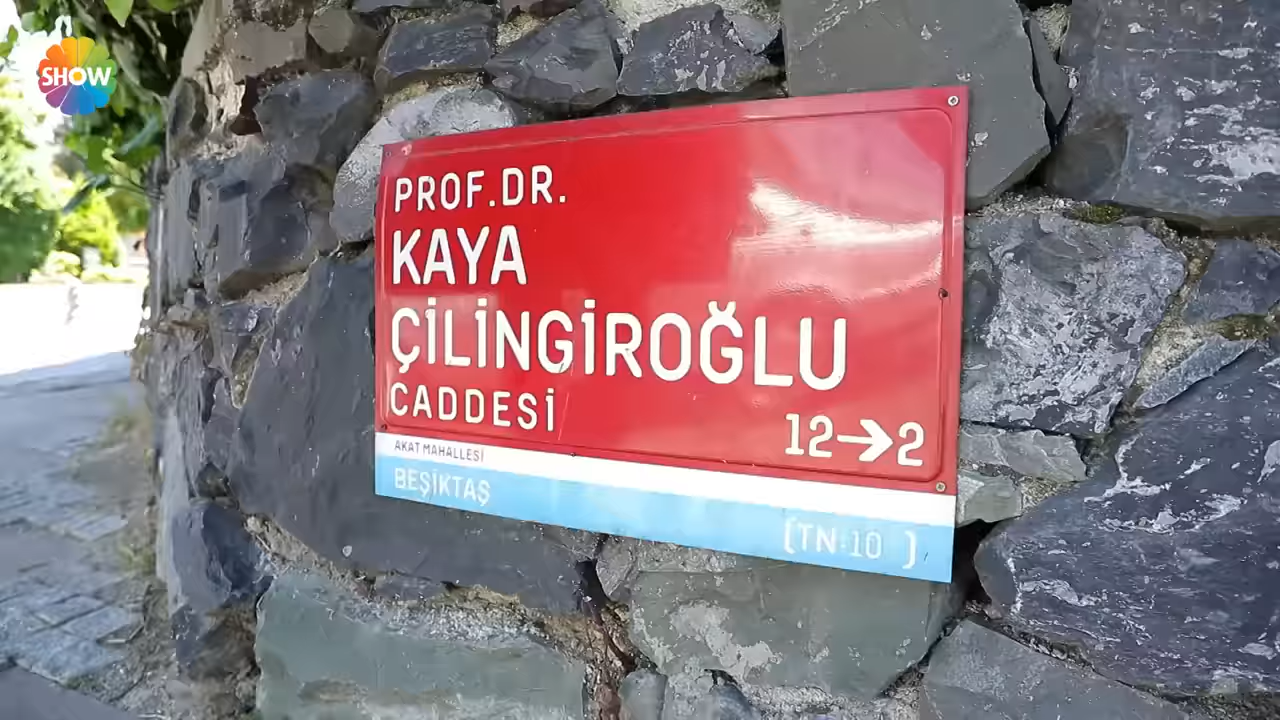 SHOW
PROF.DR.
KAYA
ÇİLİNGİROĞLU
CADDESİ
12→2
AKAT MAHALLESİ
BEŞİKTAŞ
(TN:10 )